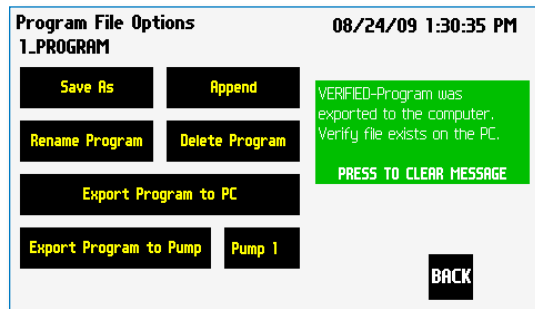 Program File Options
08/24/09 1:30:35 PM
1_PROGRAM
Save As
Append
VERIFIED-Program was
exported to the computer.
Verify file exists on the PC.
PRESS TO CLEAR MESSAGE
Rename Program
Delete Program
Export Program to PC
Export Program to Pump
Pump 1
BACK